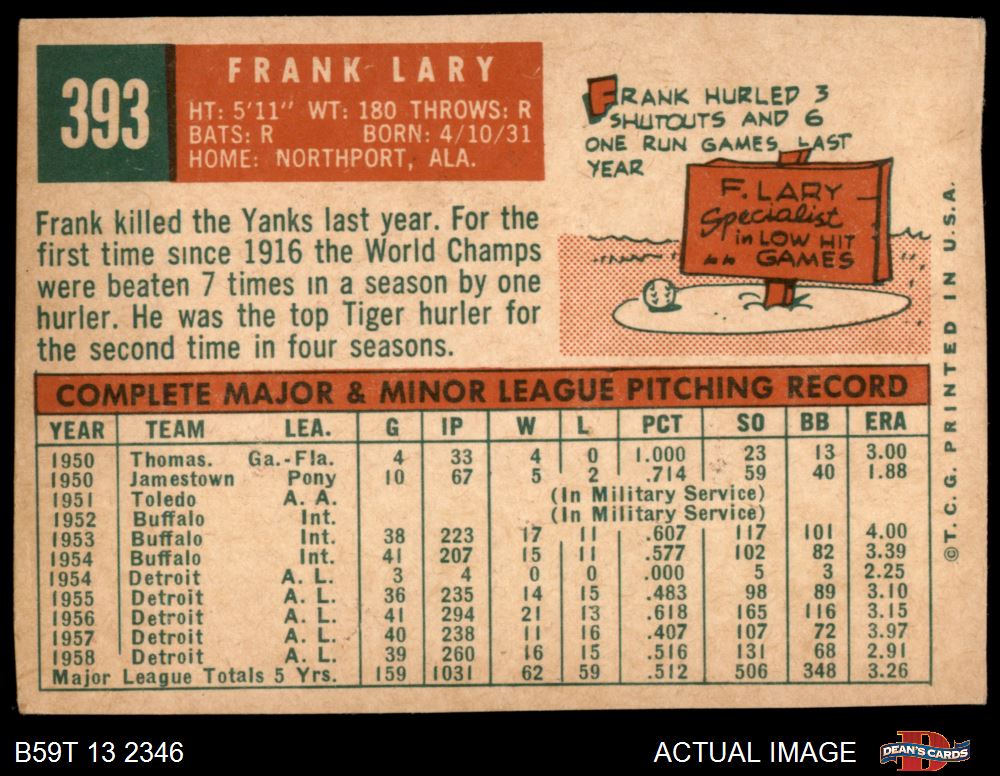 393
FRANK LARY
HT: 5'11" WT: 180 THROWS: R
BATS: R BORN: 4/10/31
HOME: NORTHPORT, ALA.
FRANK HURLED 3
SHUTOUTS AND 6
ONE RUN GAMES LAST
YEAR
F. LARY
Specialist
in LOW HIT
GAMES
Frank killed the Yanks last year. For the
first time since 1916 the World Champs
were beaten 7 times in a season by one
hurler. He was the top Tiger hurler for
the second time in four seasons.
COMPLETE MAJOR & MINOR LEAGUE PITCHING RECORD
YEAR TEAM LEA. G IP W L PCT SO BB ERA
1950 Thomas. Ga.-Fla. 4 33 4 0 1.000 23 13 3.00
1950 Jamestown Pony 10 67 5 2 .714 59 40 1.88
1951 Toledo A. A. (In Military Service)
1952 Buffalo Int. (In Military Service)
1953 Buffalo Int. 38 223 17 11 .607 117 101 4.00
1954 Buffalo Int. 41 207 15 11 .577 102 82 3.39
1954 Detroit A. L. 3 4 0 0 .000 5 3 2.25
1955 Detroit A. L. 36 235 14 15 .483 98 89 3.10
1956 Detroit A. L. 41 294 21 13 .618 165 116 3.15
1957 Detroit A. L. 40 238 11 16 .407 107 72 3.97
1958 Detroit A. L. 39 260 16 15 .516 131 68 2.91
Major League Totals 5 Yrs. 159 1031 62 59 .512 506 348 3.26
©T.C.G. PRINTED IN U.S.A.
B59T 13 2346
ACTUAL IMAGE
D
DEAN'S CARDS